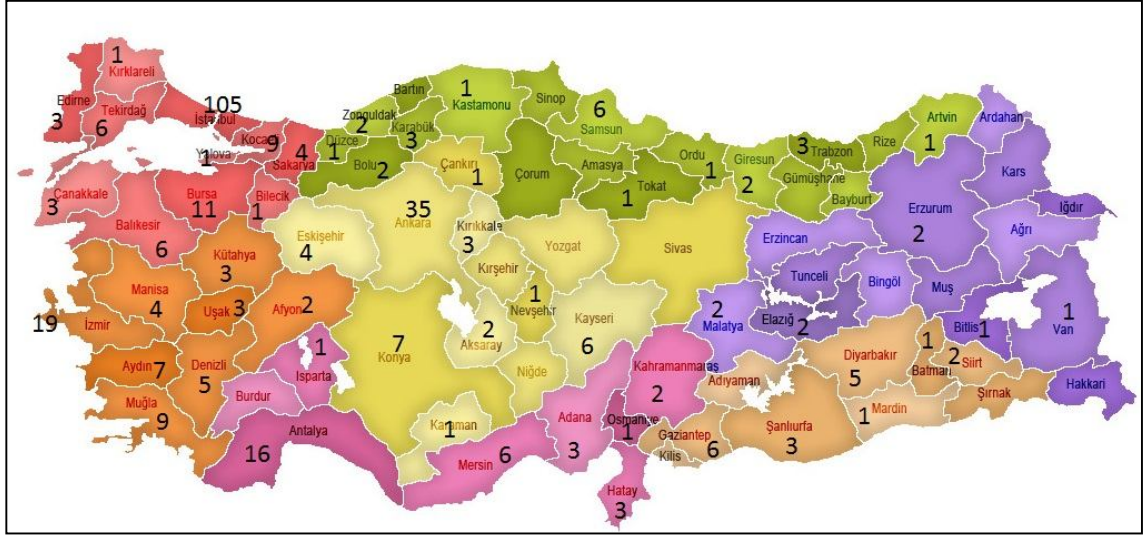 1
Kırklareli
Edirne
3
Tekirdağ
6
105
İstanbul
Kocaeli
9
Yalova
1
Sakarya
4
Çanakkale
3
Bursa
11
Bilecik
1
Balıkesir
6
Bartın
Zonguldak
2
Karabük
3
Düzce
1
Bolu
2
1
Kastamonu
Sinop
6
Samsun
Çankırı
1
Çorum
Amasya
Tokat
1
Ordu
1
Giresun
2
3
Trabzon
Gümüşhane
Bayburt
Rize
Artvin
1
Ardahan
Kars
Iğdır
Ağrı
Erzurum
2
Erzincan
Tunceli
Bingöl
Muş
Elazığ
2
2
Malatya
Bitlis
1
1
Van
Hakkari
Eskişehir
4
35
Ankara
Kırıkkale
3
Kırşehir
Yozgat
Sivas
1
Nevşehir
Kayseri
6
2
Aksaray
Niğde
7
Konya
Karaman
1
Kütahya
3
Manisa
4
Uşak
3
Afyon
2
19
İzmir
Aydın
7
Denizli
5
Muğla
9
1
Isparta
Burdur
Antalya
16
Mersin
6
Adana
3
Osmaniye
1
Kahramanmaraş
2
Hatay
3
Adıyaman
Gaziantep
6
Kilis
Şanlıurfa
3
Diyarbakır
5
1
Batman
2
Siirt
Mardin
1
Şırnak